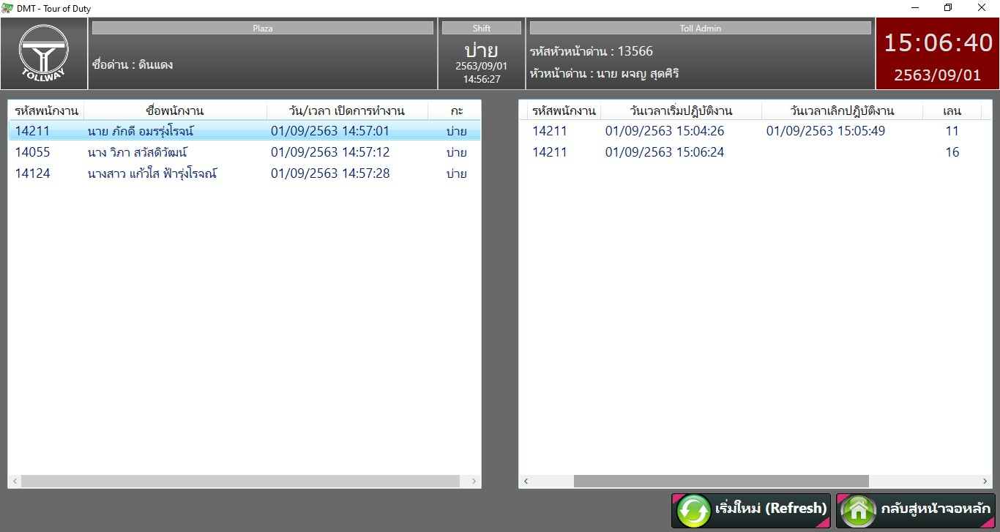 DMT - Tour of Duty
TOLLWAY
Plaza
ชื่อด่าน : ดินแดง
Shift
บ่าย
2563/09/01
14:56:27
Toll Admin
รหัสหัวหน้าด่าน : 13566
หัวหน้าด่าน : นาย ผจญ สุดศิริ
15:06:40
2563/09/01
รหัสพนักงาน ชื่อพนักงาน วัน/เวลา เปิดการทำงาน กะ
14211 นาย ภักดี อมรรุ่งโรจน์ 01/09/2563 14:57:01 บ่าย
14055 นาง วิภา สวัสดิวัฒน์ 01/09/2563 14:57:12 บ่าย
14124 นางสาว แก้วใส ฟ้ารุ่งโรจณ์ 01/09/2563 14:57:28 บ่าย
รหัสพนักงาน วันเวลาเริ่มปฏิบัติงาน วันเวลาเลิกปฏิบัติงาน เลน
14211 01/09/2563 15:04:26 01/09/2563 15:05:49 11
14211 01/09/2563 15:06:24 16
เริ่มใหม่ (Refresh)
กลับสู่หน้าจอหลัก